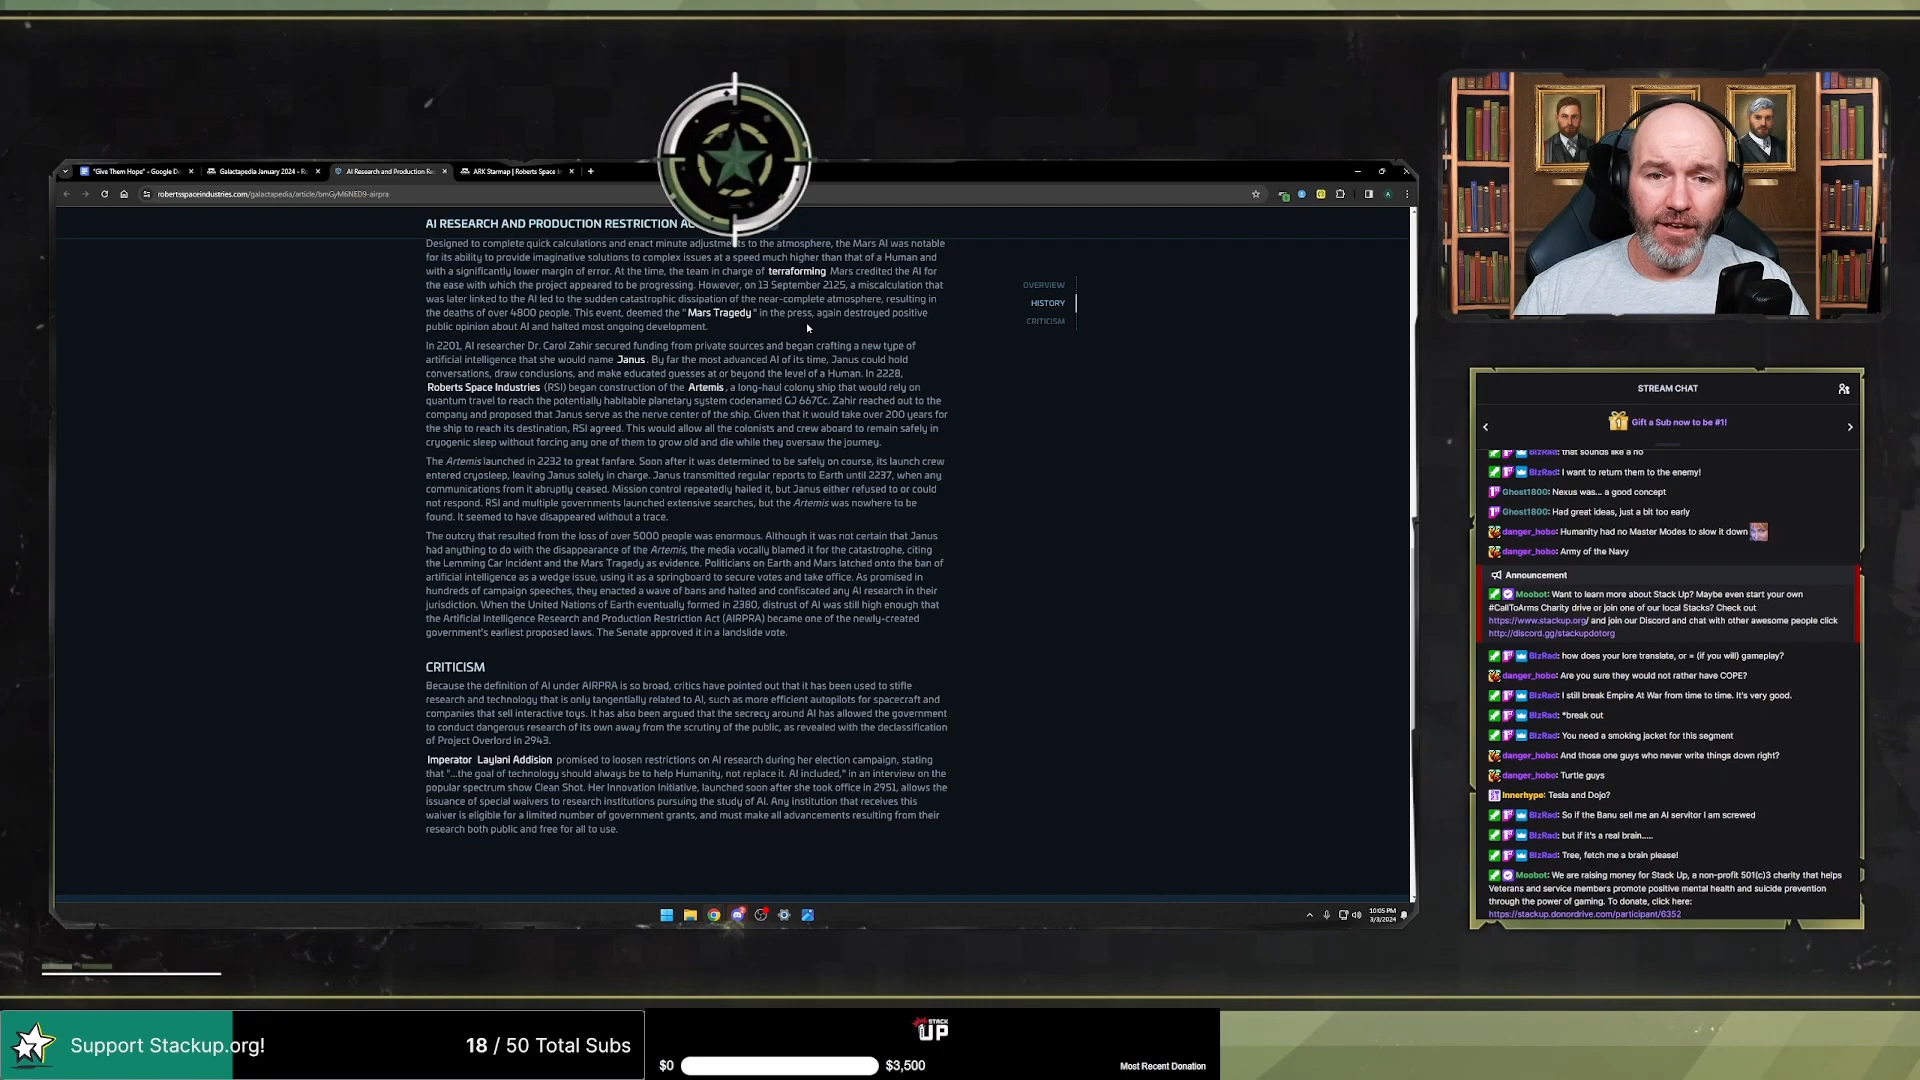 "Give Them Hope" - Google Do
Galactapedia January 2024 - R
AI Research and Production Re
ARK Starmap | Roberts Space I
robertsspaceindustries.com/galactapedia/article/bmGyM6NED9-airpra
AI RESEARCH AND PRODUCTION RESTRICTION AC
Designed to complete quick calculations and enact minute adjustments to the atmosphere, the Mars AI was notable
for its ability to provide imaginative solutions to complex issues at a speed much higher than that of a Human and
with a significantly lower margin of error. At the time, the team in charge of terraforming Mars credited the AI for
the ease with which the project appeared to be progressing. However, on 13 September 2125, a miscalculation that
was later linked to the AI led to the sudden catastrophic dissipation of the near-complete atmosphere, resulting in
the deaths of over 4800 people. This event, deemed the "Mars Tragedy" in the press, again destroyed positive
public opinion about AI and halted most ongoing development.
In 2201, AI researcher Dr. Carol Zahir secured funding from private sources and began crafting a new type of
artificial intelligence that she would name Janus. By far the most advanced AI of its time, Janus could hold
conversations, draw conclusions, and make educated guesses at or beyond the level of a Human. In 2228,
Roberts Space Industries (RSI) began construction of the Artemis, a long-haul colony ship that would rely on
quantum travel to reach the potentially habitable planetary system codenamed GJ 667Cc. Zahir reached out to the
company and proposed that Janus serve as the nerve center of the ship. Given that it would take over 200 years for
the ship to reach its destination, RSI agreed. This would allow all the colonists and crew aboard to remain safely in
cryogenic sleep without forcing any one of them to grow old and die while they oversaw the journey.
The Artemis launched in 2232 to great fanfare. Soon after it was determined to be safely on course, its launch crew
entered cryosleep, leaving Janus solely in charge. Janus transmitted regular reports to Earth until 2237, when any
communications from it abruptly ceased. Mission control repeatedly hailed it, but Janus either refused to or could
not respond. RSI and multiple governments launched extensive searches, but the Artemis was nowhere to be
found. It seemed to have disappeared without a trace.
The outcry that resulted from the loss of over 5000 people was enormous. Although it was not certain that Janus
had anything to do with the disappearance of the Artemis, the media vocally blamed it for the catastrophe, citing
the Lemming Car Incident and the Mars Tragedy as evidence. Politicians on Earth and Mars latched onto the ban of
artificial intelligence as a wedge issue, using it as a springboard to secure votes and take office. As promised in
hundreds of campaign speeches, they enacted a wave of bans and halted and confiscated any AI research in their
jurisdiction. When the United Nations of Earth eventually formed in 2380, distrust of AI was still high enough that
the Artificial Intelligence Research and Production Restriction Act (AIRPRA) became one of the newly-created
government's earliest proposed laws. The Senate approved it in a landslide vote.
CRITICISM
Because the definition of AI under AIRPRA is so broad, critics have pointed out that it has been used to stifle
research and technology that is only tangentially related to AI, such as more efficient autopilots for spacecraft and
companies that sell interactive toys. It has also been argued that the secrecy around AI has allowed the government
to conduct dangerous research of its own away from the scrutiny of the public, as revealed with the declassification
of Project Overlord in 2943.
Imperator Laylani Addision promised to loosen restrictions on AI research during her election campaign, stating
that "...the goal of technology should always be to help Humanity, not replace it. AI included," in an interview on the
popular spectrum show Clean Shot. Her Innovation Initiative, launched soon after she took office in 2951, allows the
issuance of special waivers to research institutions pursuing the study of AI. Any institution that receives this
waiver is eligible for a limited number of government grants, and must make all advancements resulting from their
research both public and free for all to use.
OVERVIEW
HISTORY
CRITICISM
10:05 PM
3/3/2024
STREAM CHAT
Gift a Sub now to be #1!
BizRad: that sounds like a no
BizRad: I want to return them to the enemy!
Ghost1800: Nexus was... a good concept
Ghost1800: Had great ideas, just a bit too early
danger_hobo: Humanity had no Master Modes to slow it down
danger_hobo: Army of the Navy
Announcement
Moobot: Want to learn more about Stack Up? Maybe even start your own
#CallToArms Charity drive or join one of our local Stacks? Check out
https://www.stackup.org/ and join our Discord and chat with other awesome people click
http://discord.gg/stackupdotorg
BizRad: how does your lore translate, or = (if you will) gameplay?
danger_hobo: Are you sure they would not rather have COPE?
BizRad: I still break Empire At War from time to time. It's very good.
BizRad: *break out
BizRad: You need a smoking jacket for this segment
danger_hobo: And those one guys who never write things down right?
danger_hobo: Turtle guys
Innerhype: Tesla and Dojo?
BizRad: So if the Banu sell me an AI servitor I am screwed
BizRad: but if it's a real brain.....
BizRad: Tree, fetch me a brain please!
Moobot: We are raising money for Stack Up, a non-profit 501(c)3 charity that helps
Veterans and service members promote positive mental health and suicide prevention
through the power of gaming. To donate, click here:
https://stackup.donordrive.com/participant/6352
Support Stackup.org!
18 / 50 Total Subs
STACK
UP
$0
$3,500
Most Recent Donation